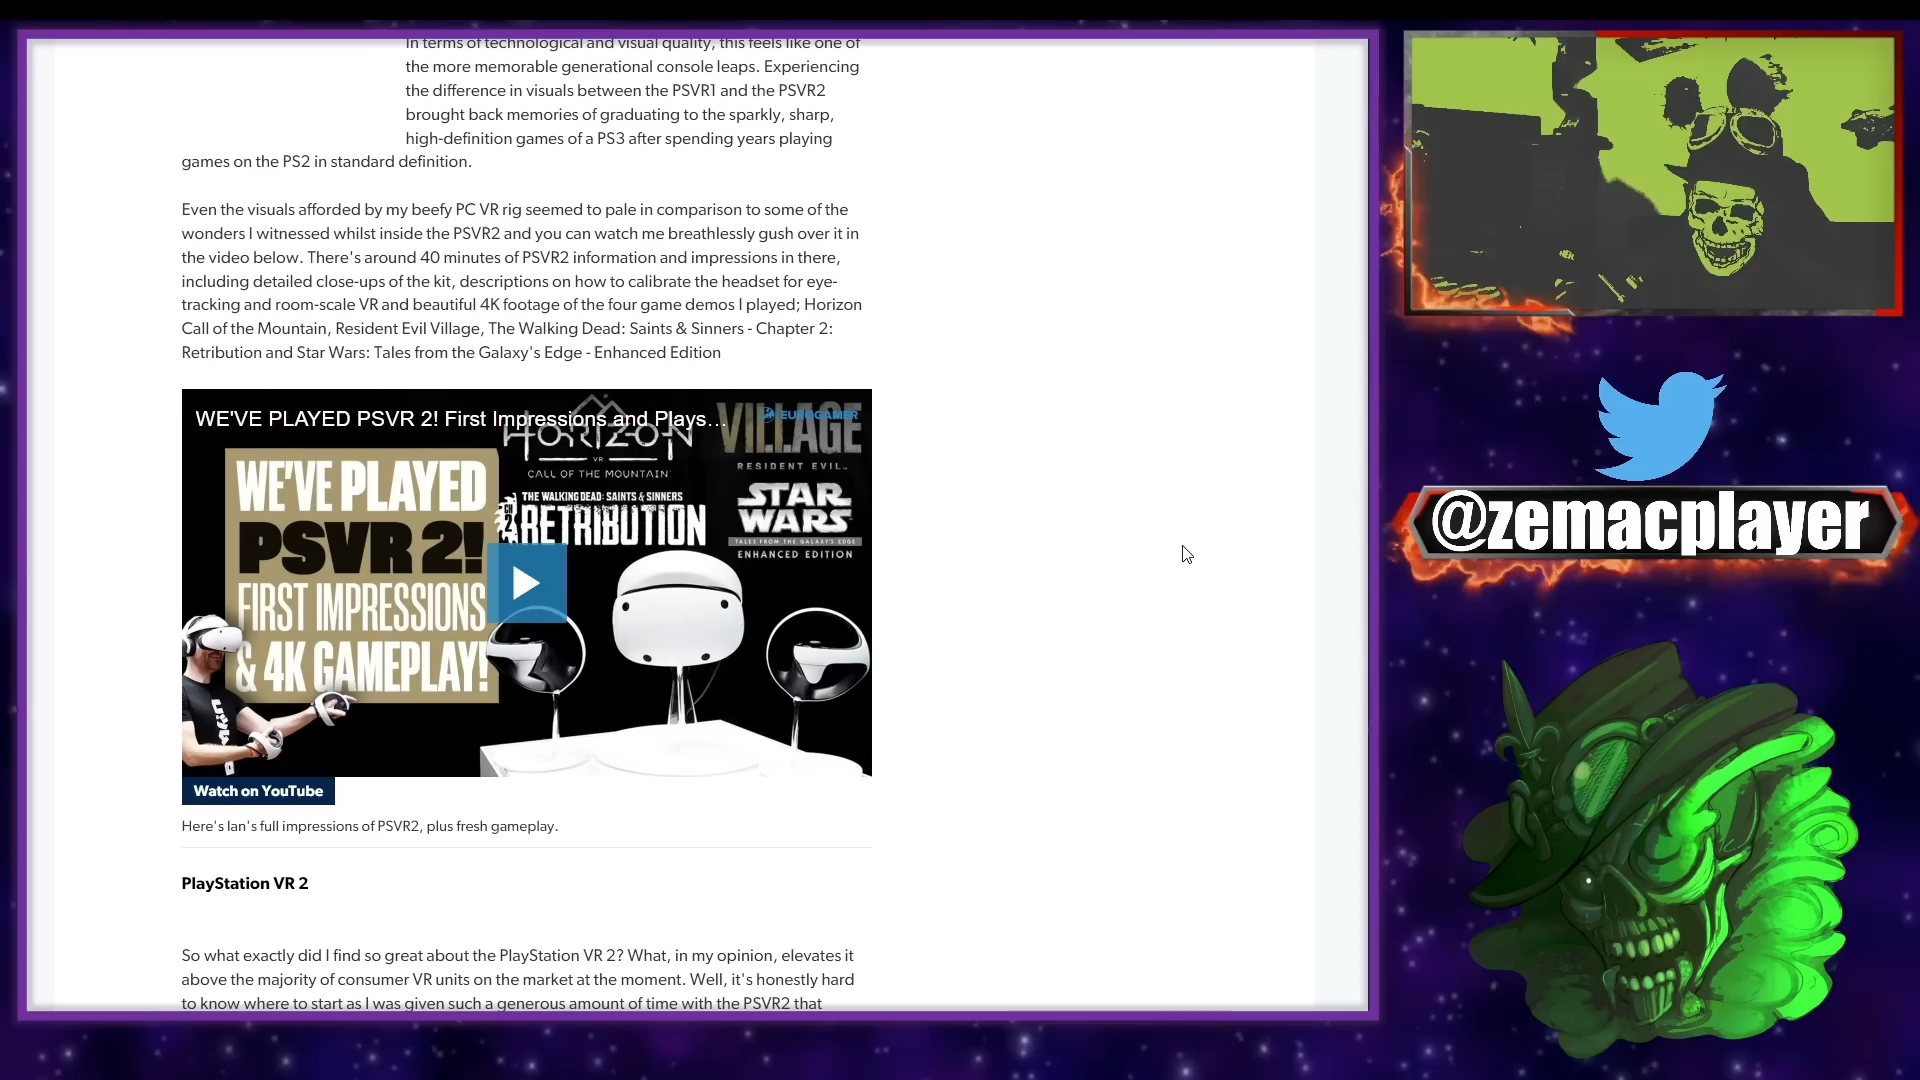 In terms of technological and visual quality, this feels like one of
the more memorable generational console leaps. Experiencing
the difference in visuals between the PSVR1 and the PSVR2
brought back memories of graduating to the sparkly, sharp,
high-definition games of a PS3 after spending years playing
games on the PS2 in standard definition.
Even the visuals afforded by my beefy PC VR rig seemed to pale in comparison to some of the
wonders I witnessed whilst inside the PSVR2 and you can watch me breathlessly gush over it in
the video below. There's around 40 minutes of PSVR2 information and impressions in there,
including detailed close-ups of the kit, descriptions on how to calibrate the headset for eye-
tracking and room-scale VR and beautiful 4K footage of the four game demos I played; Horizon
Call of the Mountain, Resident Evil Village, The Walking Dead: Saints & Sinners - Chapter 2:
Retribution and Star Wars: Tales from the Galaxy's Edge - Enhanced Edition
WE'VE PLAYED PSVR 2! First Impressions and Plays...
EUROGAMER
WE'VE PLAYED
PSVR 2!
FIRST IMPRESSIONS
& 4K GAMEPLAY!
HORIZON
VR
CALL OF THE MOUNTAIN
VILLAGE
RESIDENT EVIL
THE WALKING DEAD: SAINTS & SINNERS
CH 2
RETRIBUTION
STAR
WARS
TALES FROM THE GALAXY'S EDGE
ENHANCED EDITION
Watch on YouTube
Here's Ian's full impressions of PSVR2, plus fresh gameplay.
PlayStation VR 2
So what exactly did I find so great about the PlayStation VR 2? What, in my opinion, elevates it
above the majority of consumer VR units on the market at the moment. Well, it's honestly hard
to know where to start as I was given such a generous amount of time with the PSVR2 that
@zemacplayer